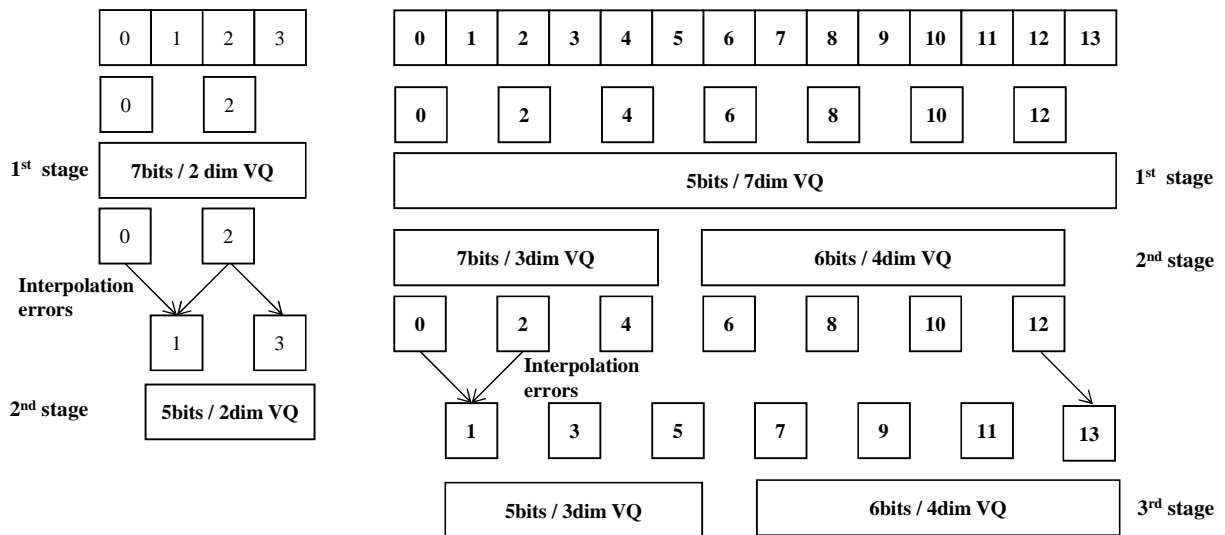 0 1 2 3
0 2
1st stage
7bits / 2 dim VQ
0 2
Interpolation
errors
1 3
2nd stage
5bits / 2dim VQ
0 1 2 3 4 5 6 7 8 9 10 11 12 13
0 2 4 6 8 10 12
5bits / 7dim VQ
1st stage
7bits / 3dim VQ 6bits / 4dim VQ
2nd stage
0 2 4 6 8 10 12
Interpolation
errors
1 3 5 7 9 11 13
5bits / 3dim VQ 6bits / 4dim VQ
3rd stage